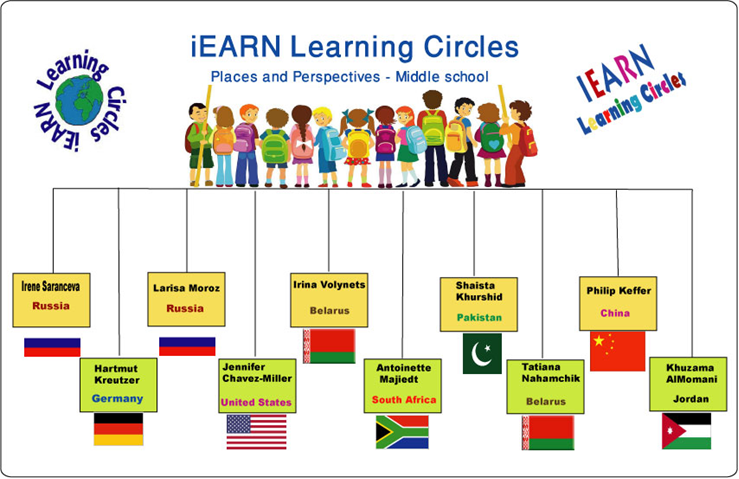 iEARN Learning Circles
Places and Perspectives - Middle school
iEARN Learning Circles
IEARN
Learning Circles
Irene Saranceva
Russia
Larisa Moroz
Russia
Irina Volynets
Belarus
Shaista
Khurshid
Pakistan
Philip Keffer
China
Hartmut
Kreutzer
Germany
Jennifer
Chavez-Miller
United States
Antoinette
Majiedt
South Africa
Tatiana
Nahamchik
Belarus
Khuzama
AlMomani
Jordan